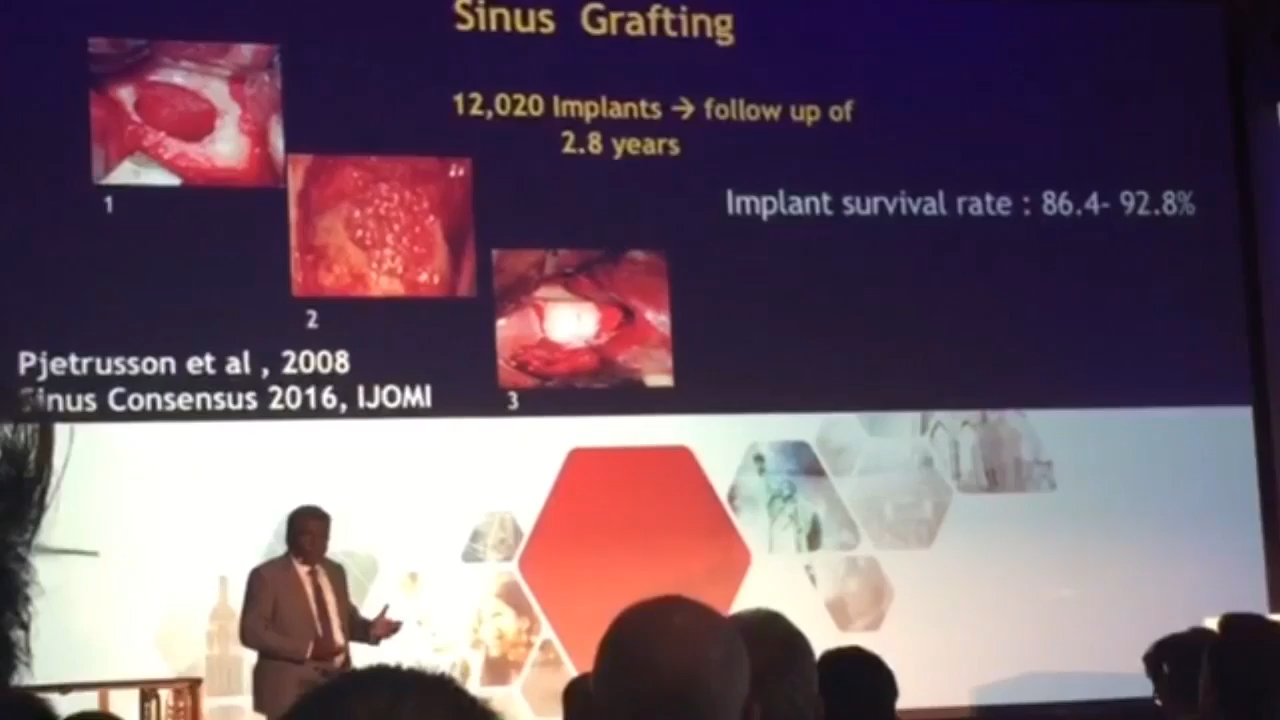 Sinus Grafting
12,020 Implants → follow up of
2.8 years
Implant survival rate : 86.4- 92.8%
1
2
3
Pjetrusson et al , 2008
Sinus Consensus 2016, IJOMI